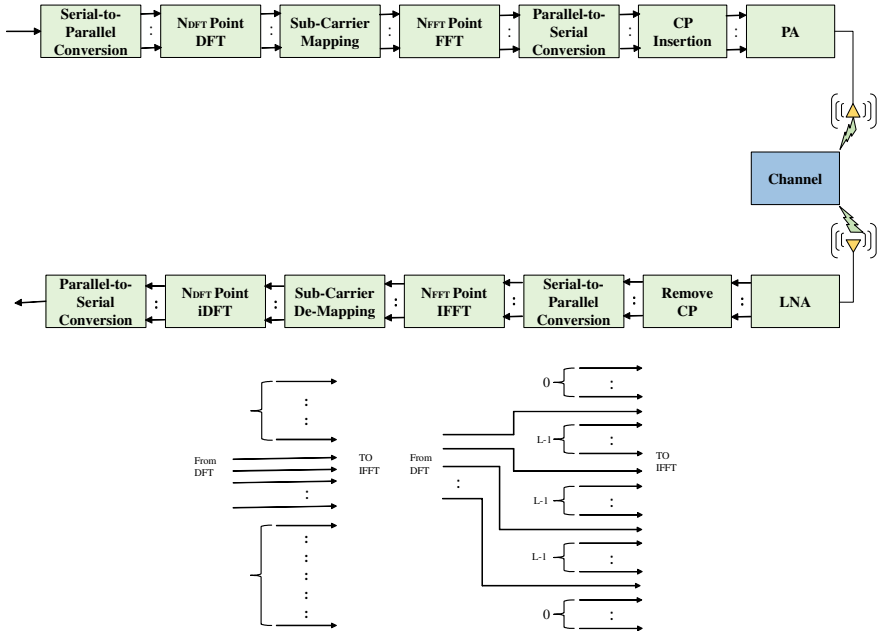 Serial-to-
Parallel
Conversion
NDFT Point
DFT
Sub-Carrier
Mapping
NFFT Point
FFT
Parallel-to-
Serial
Conversion
CP
Insertion
PA
Channel
Parallel-to-
Serial
Conversion
NDFT Point
iDFT
Sub-Carrier
De-Mapping
NFFT Point
IFFT
Serial-to-
Parallel
Conversion
Remove
CP
LNA
From
DFT
TO
IFFT
From
DFT
0
L-1
L-1
L-1
0
TO
IFFT